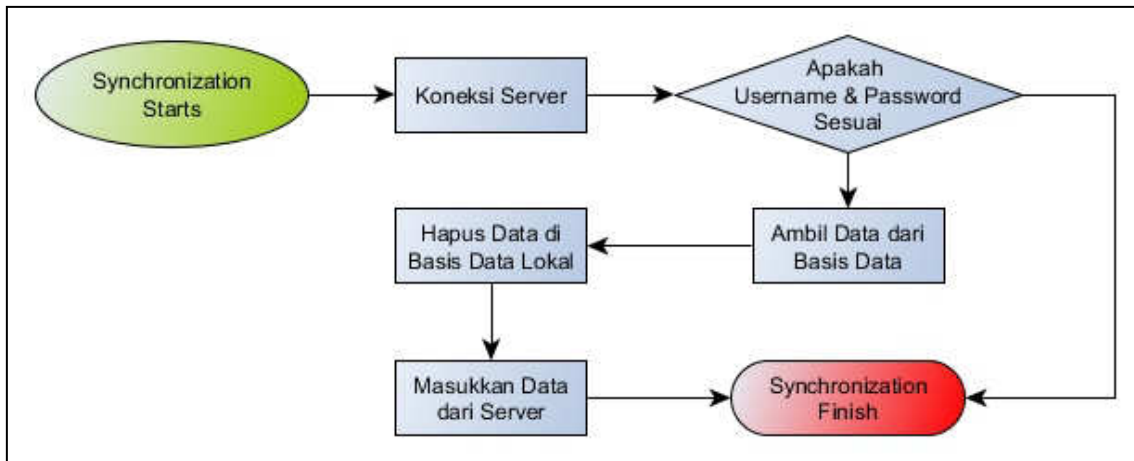 Synchronization
Starts
Koneksi Server
Apakah
Username & Password
Sesuai
Hapus Data di
Basis Data Lokal
Ambil Data dari
Basis Data
Masukkan Data
dari Server
Synchronization
Finish